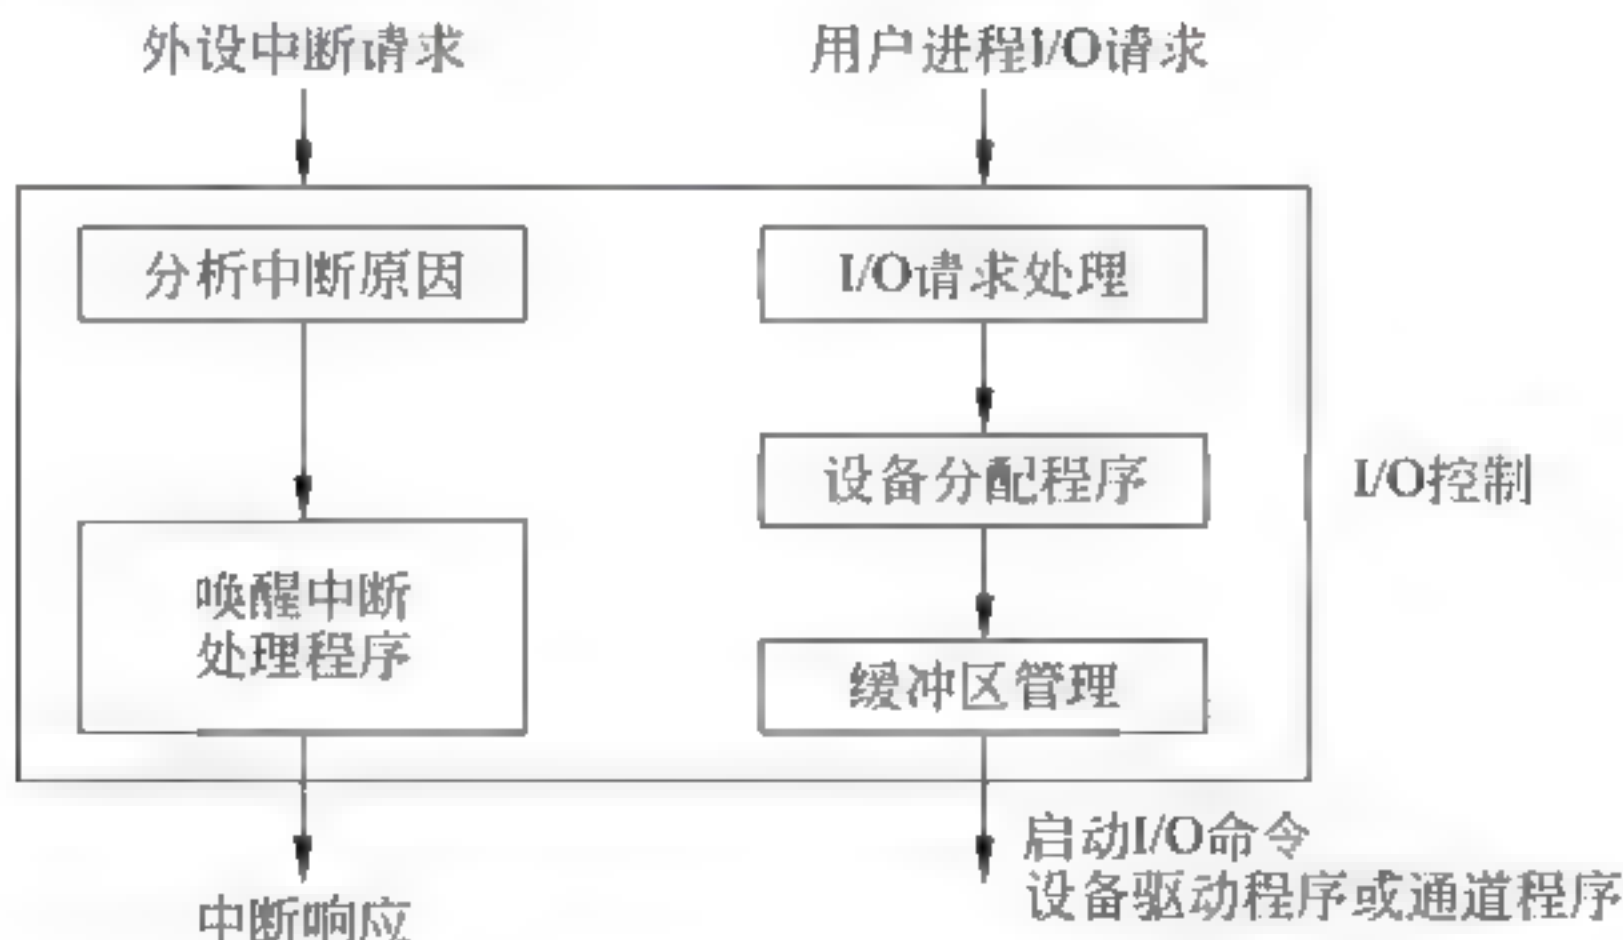 外设中断请求
用户进程I/O请求
分析中断原因
I/O请求处理
设备分配程序
I/O控制
唤醒中断
处理程序
缓冲区管理
启动I/O命令
设备驱动程序或通道程序
中断响应